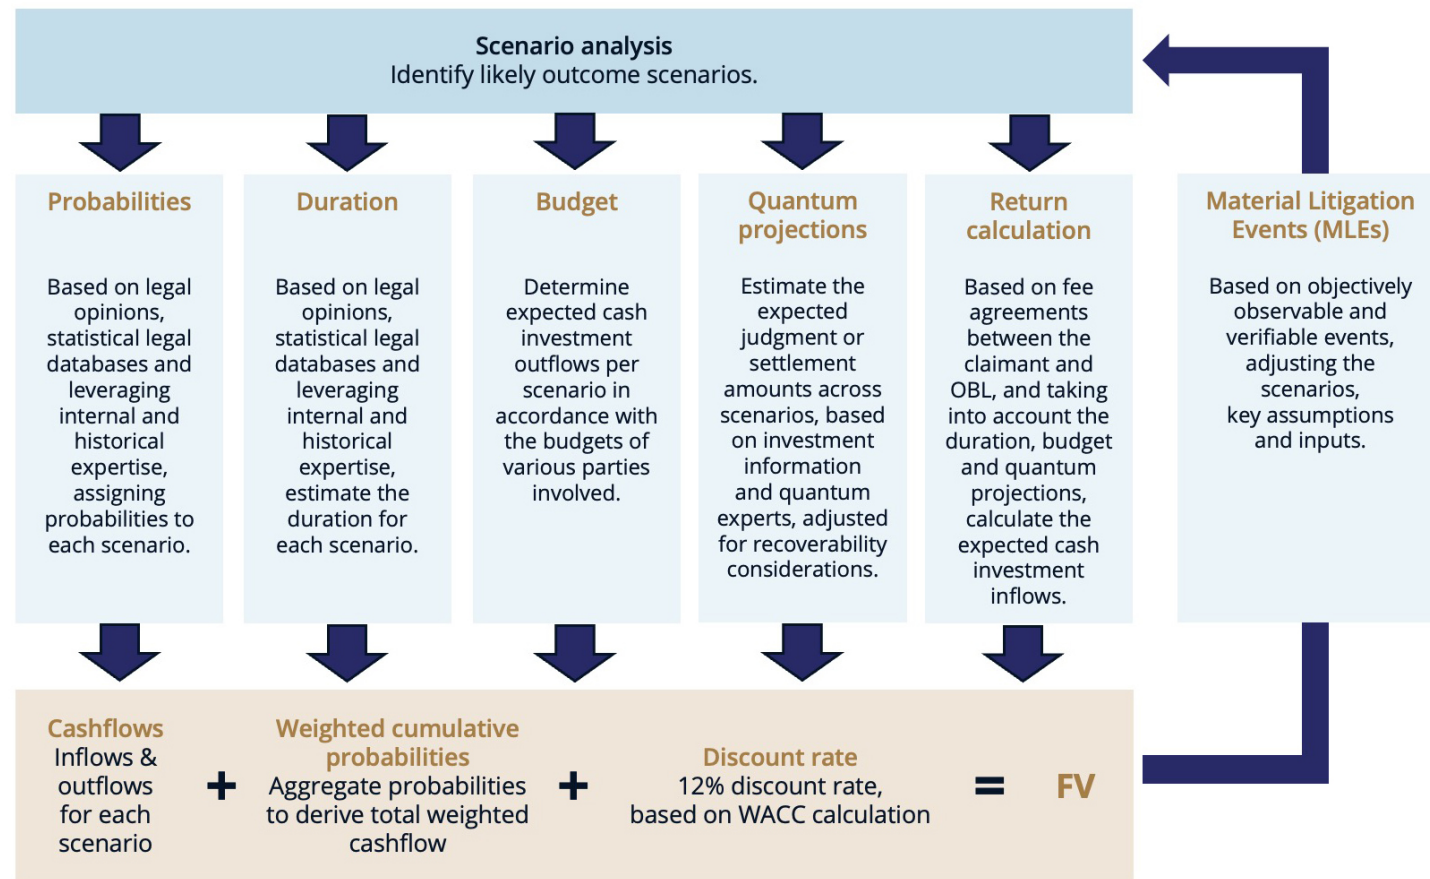 Scenario analysis
Identify likely outcome scenarios.
Probabilities
Based on legal
opinions,
statistical legal
databases and
leveraging
internal and
historical
expertise,
assigning
probabilities to
each scenario.
Duration
Based on legal
opinions,
statistical legal
databases and
leveraging
internal and
historical
expertise,
estimate the
duration for
each scenario.
Budget
Determine
expected cash
investment
outflows per
scenario in
accordance with
the budgets of
various parties
involved.
Quantum
projections
Estimate the
expected
judgment or
settlement
amounts across
scenarios, based
on investment
information
and quantum
experts, adjusted
for recoverability
considerations.
Return
calculation
Based on fee
agreements
between the
claimant and
OBL, and taking
into account the
duration, budget
and quantum
projections,
calculate the
expected cash
investment
inflows.
Material Litigation
Events (MLEs)
Based on objectively
observable and
verifiable events,
adjusting the
scenarios,
key assumptions
and inputs.
Cashflows
Inflows &
outflows
for each
scenario
+
Weighted cumulative
probabilities
Aggregate probabilities
to derive total weighted
cashflow
+
Discount rate
12% discount rate,
based on WACC calculation
=
FV